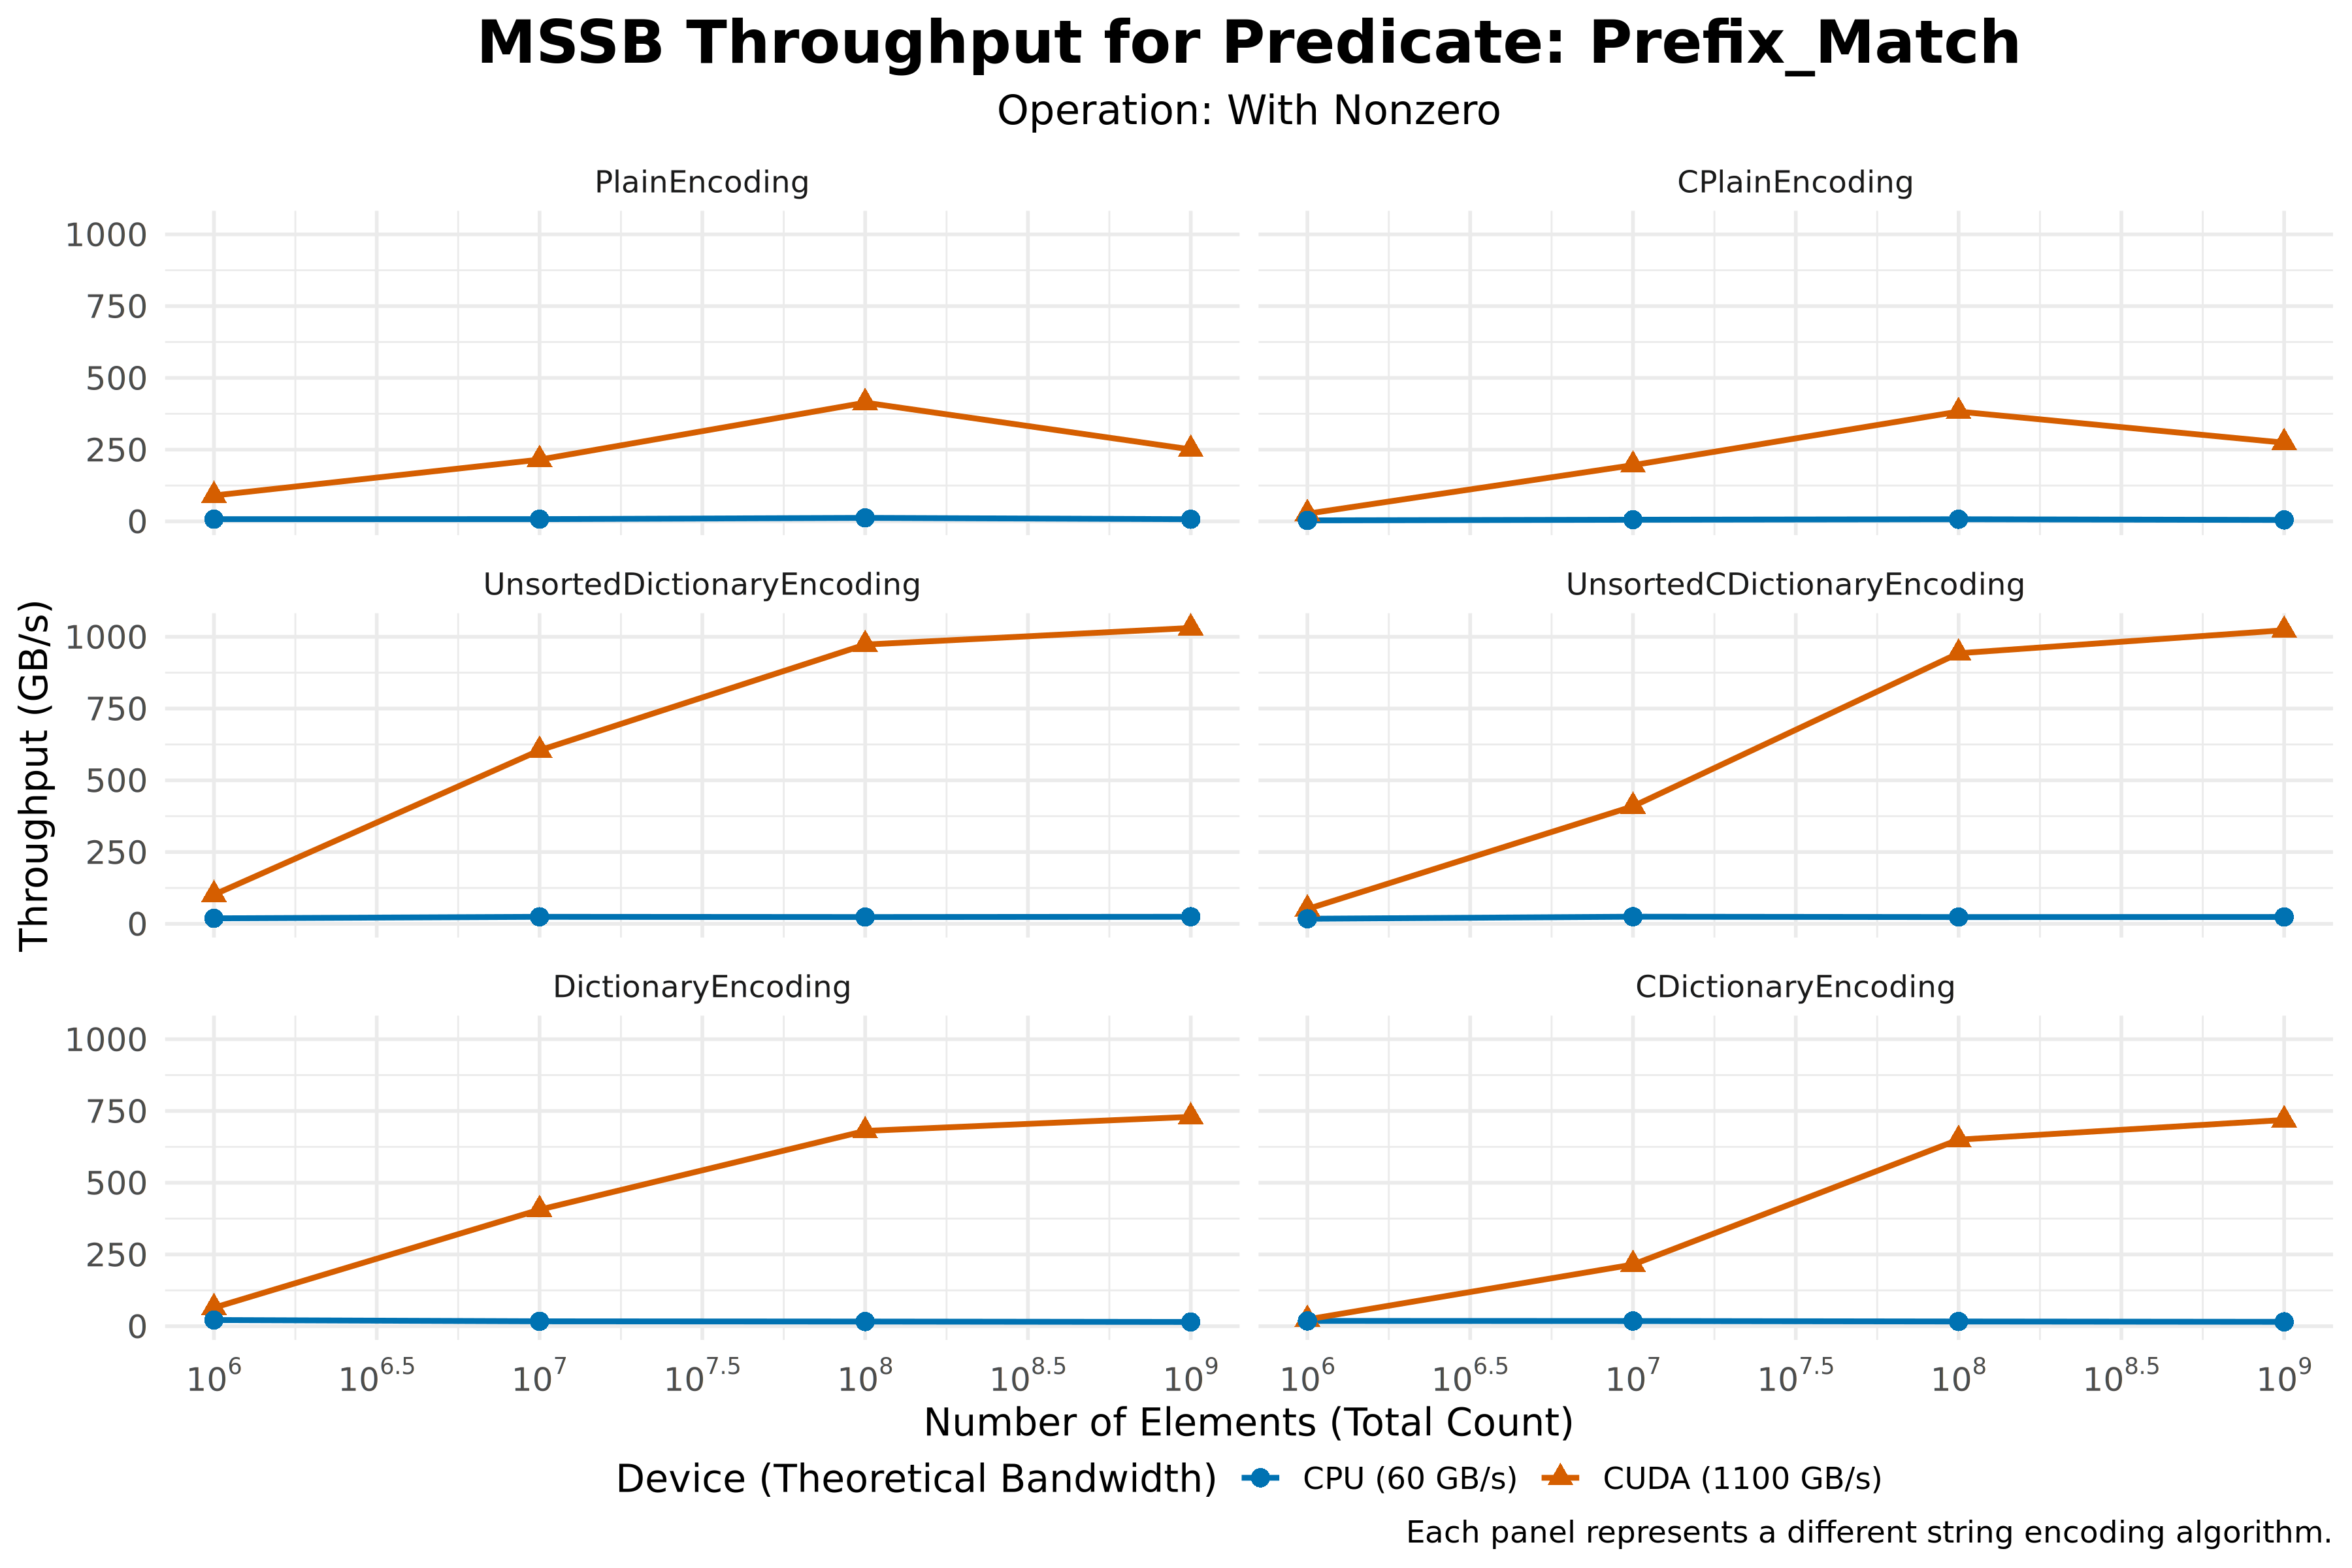 MSSB Throughput for Predicate: Prefix_Match
Operation: With Nonzero
PlainEncoding
CPlainEncoding
1000
750
500
250
0
UnsortedDictionaryEncoding
UnsortedCDictionaryEncoding
1000
750
500
250
0
DictionaryEncoding
CDictionaryEncoding
1000
750
500
250
0
Throughput (GB/s)
10^6 10^6.5 10^7 10^7.5 10^8 10^8.5 10^9 10^6 10^6.5 10^7 10^7.5 10^8 10^8.5 10^9
Number of Elements (Total Count)
Device (Theoretical Bandwidth) CPU (60 GB/s) CUDA (1100 GB/s)
Each panel represents a different string encoding algorithm.